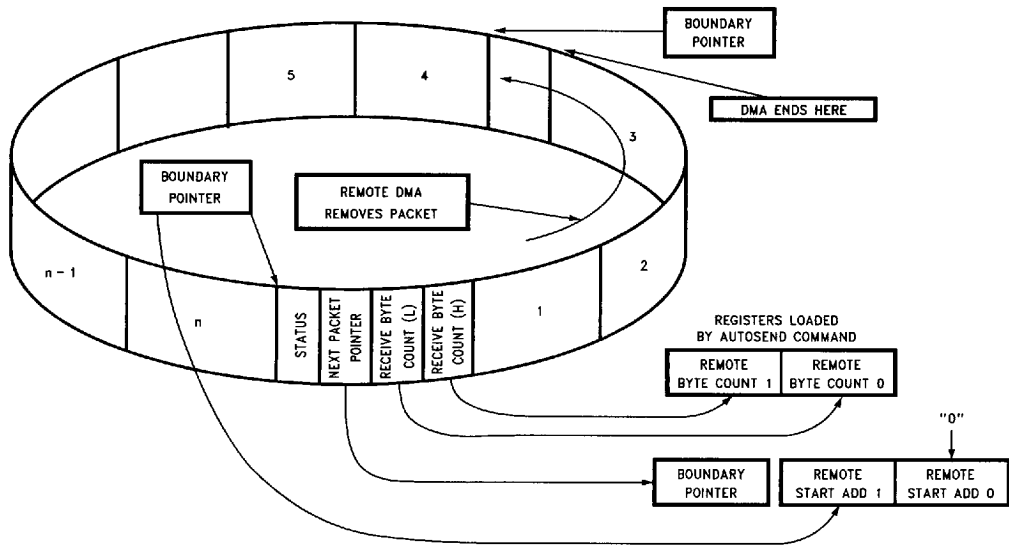 BOUNDARY
POINTER
5
4
DMA ENDS HERE
3
BOUNDARY
POINTER
REMOTE DMA
REMOVES PACKET
n - 1
n
STATUS
NEXT PACKET
POINTER
RECEIVE BYTE
COUNT (L)
RECEIVE BYTE
COUNT (H)
1
2
REGISTERS LOADED
BY AUTOSEND COMMAND
REMOTE
BYTE COUNT 1
REMOTE
BYTE COUNT 0
"0"
BOUNDARY
POINTER
REMOTE
START ADD 1
REMOTE
START ADD 0